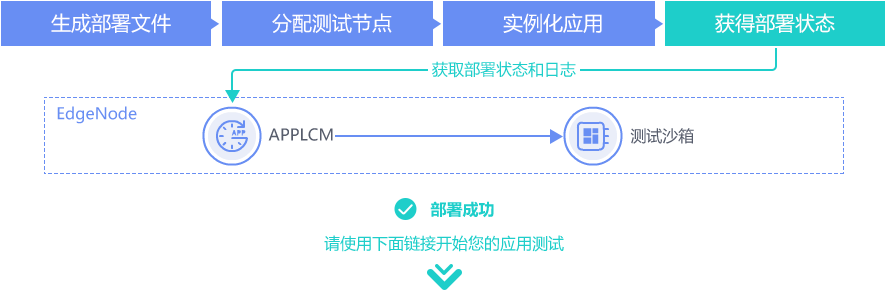 生成部署文件
分配测试节点
实例化应用
获得部署状态
获取部署状态和日志
EdgeNode
APP
APPLCM
测试沙箱
部署成功
请使用下面链接开始您的应用测试